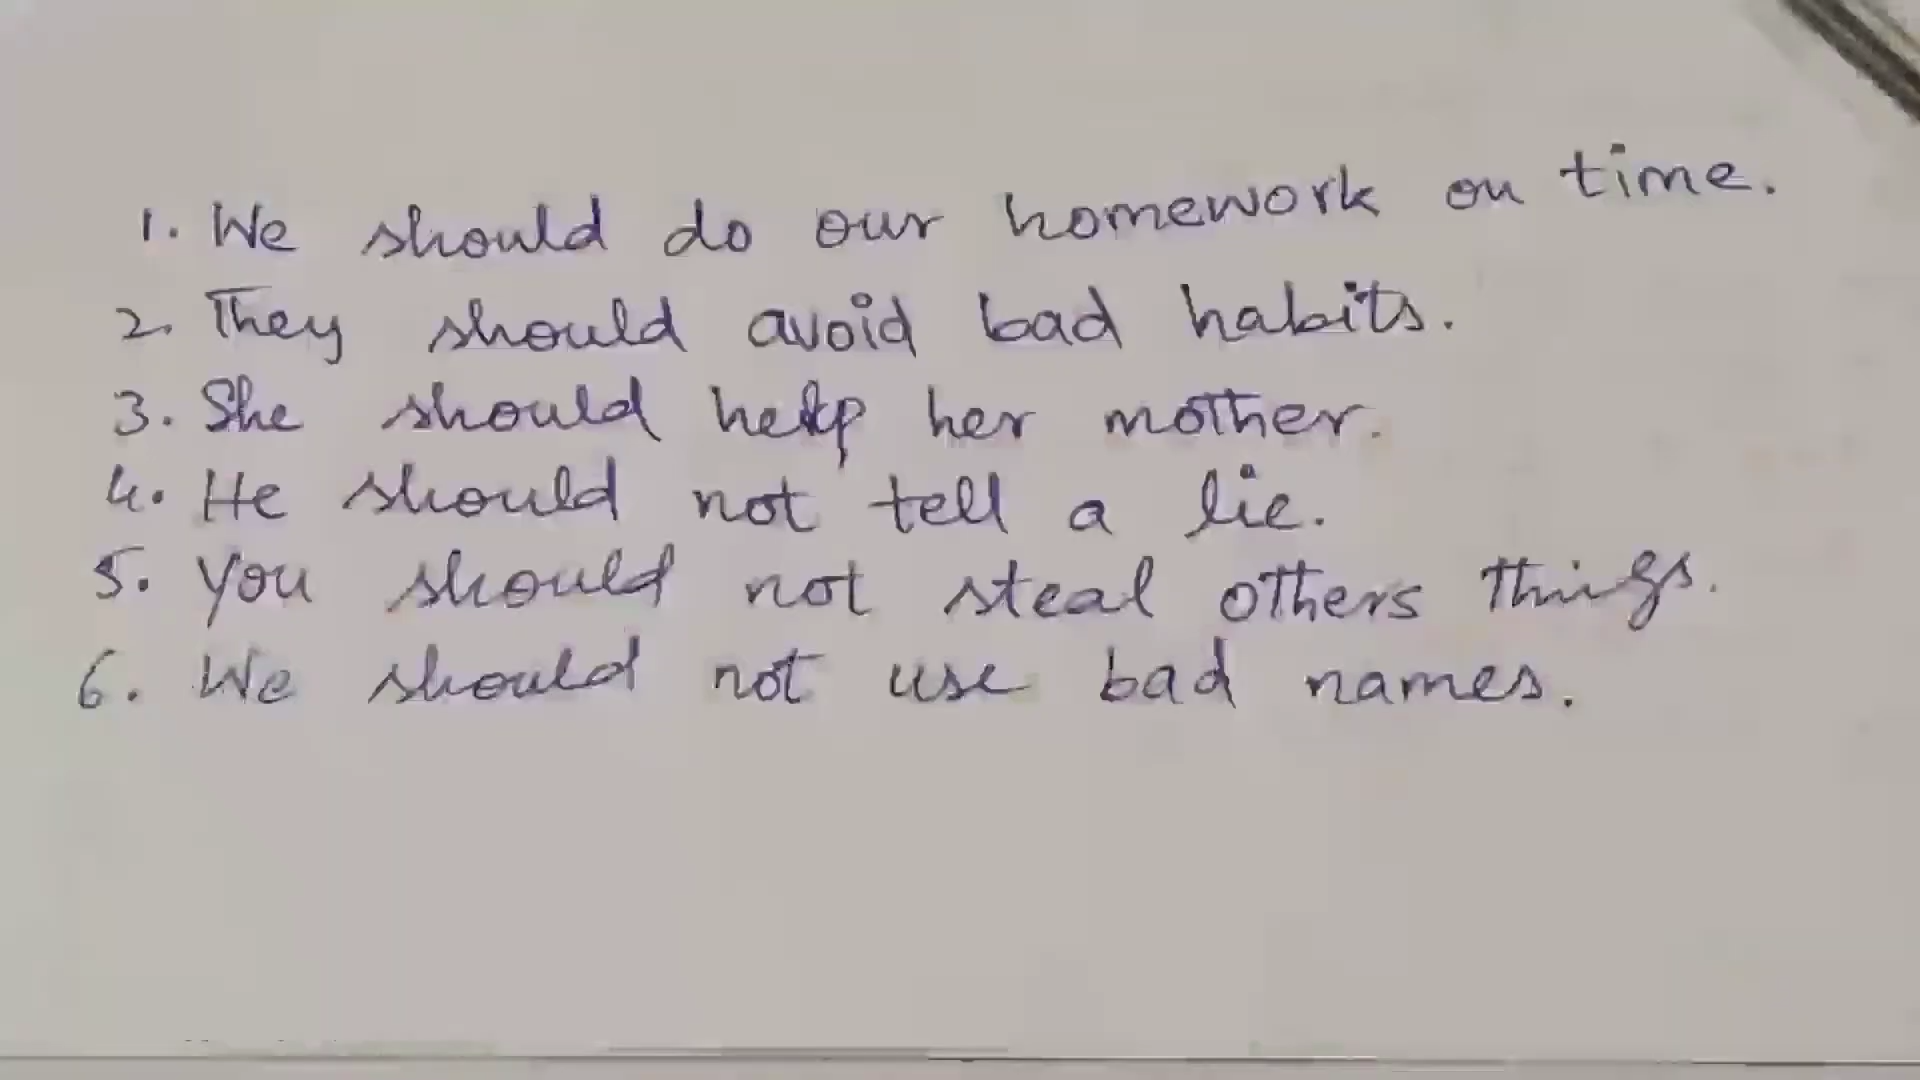 1. We should do our homework on time.
2. They should avoid bad habits.
3. She should help her mother.
4. He should not tell a lie.
5. You should not steal others things.
6. We should not use bad names.